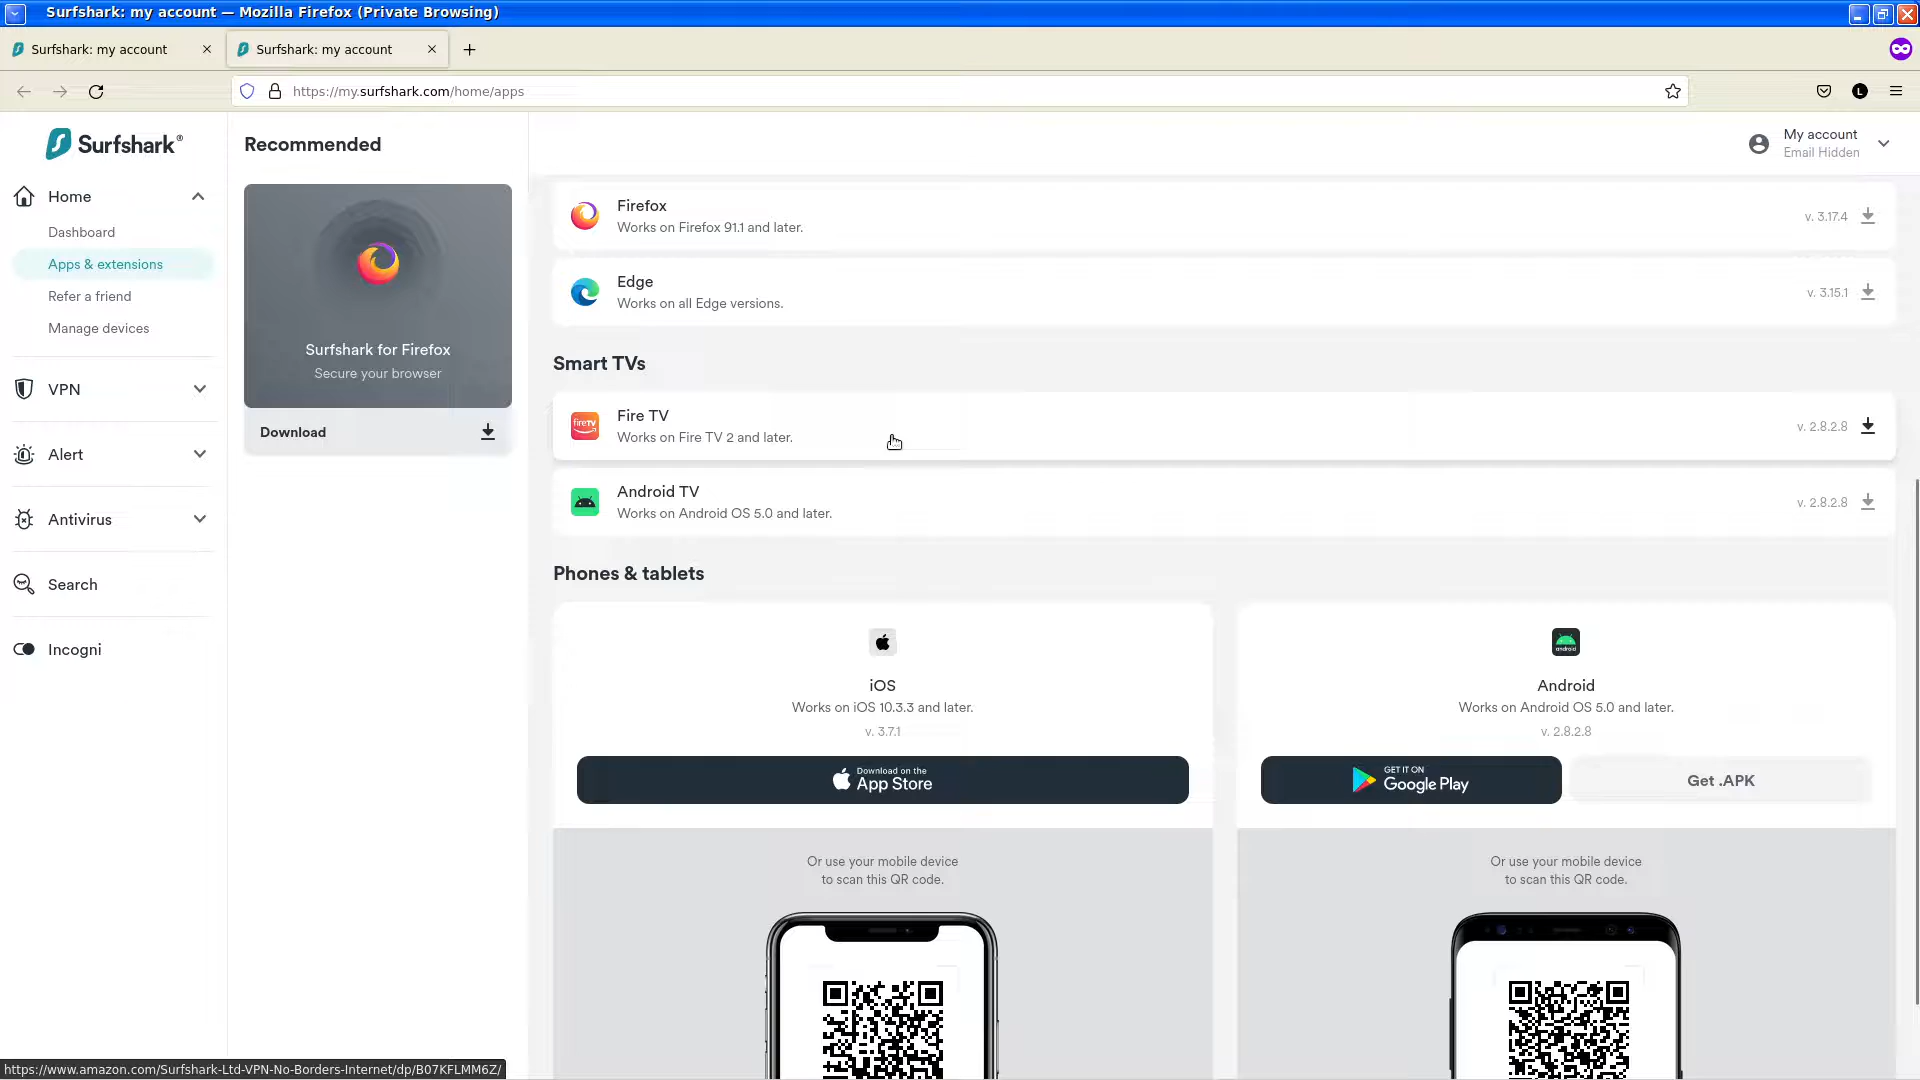 Surfshark: my account — Mozilla Firefox (Private Browsing)
Surfshark: my account
Surfshark: my account
https://my.surfshark.com/home/apps
L
Surfshark®
Home
Dashboard
Apps & extensions
Refer a friend
Manage devices
VPN
Alert
Antivirus
Search
Incogni
Recommended
Surfshark for Firefox
Secure your browser
Download
My account
Email Hidden
Firefox
Works on Firefox 91.1 and later.
v. 3.17.4
Edge
Works on all Edge versions.
v. 3.15.1
Smart TVs
fireTV
Fire TV
Works on Fire TV 2 and later.
v. 2.8.2.8
Android TV
Works on Android OS 5.0 and later.
v. 2.8.2.8
Phones & tablets
iOS
Works on iOS 10.3.3 and later.
v. 3.7.1
Download on the
App Store
Or use your mobile device
to scan this QR code.
android
Android
Works on Android OS 5.0 and later.
v. 2.8.2.8
GET IT ON
Google Play
Get .APK
Or use your mobile device
to scan this QR code.
https://www.amazon.com/Surfshark-Ltd-VPN-No-Borders-Internet/dp/B07KFLMM6Z/